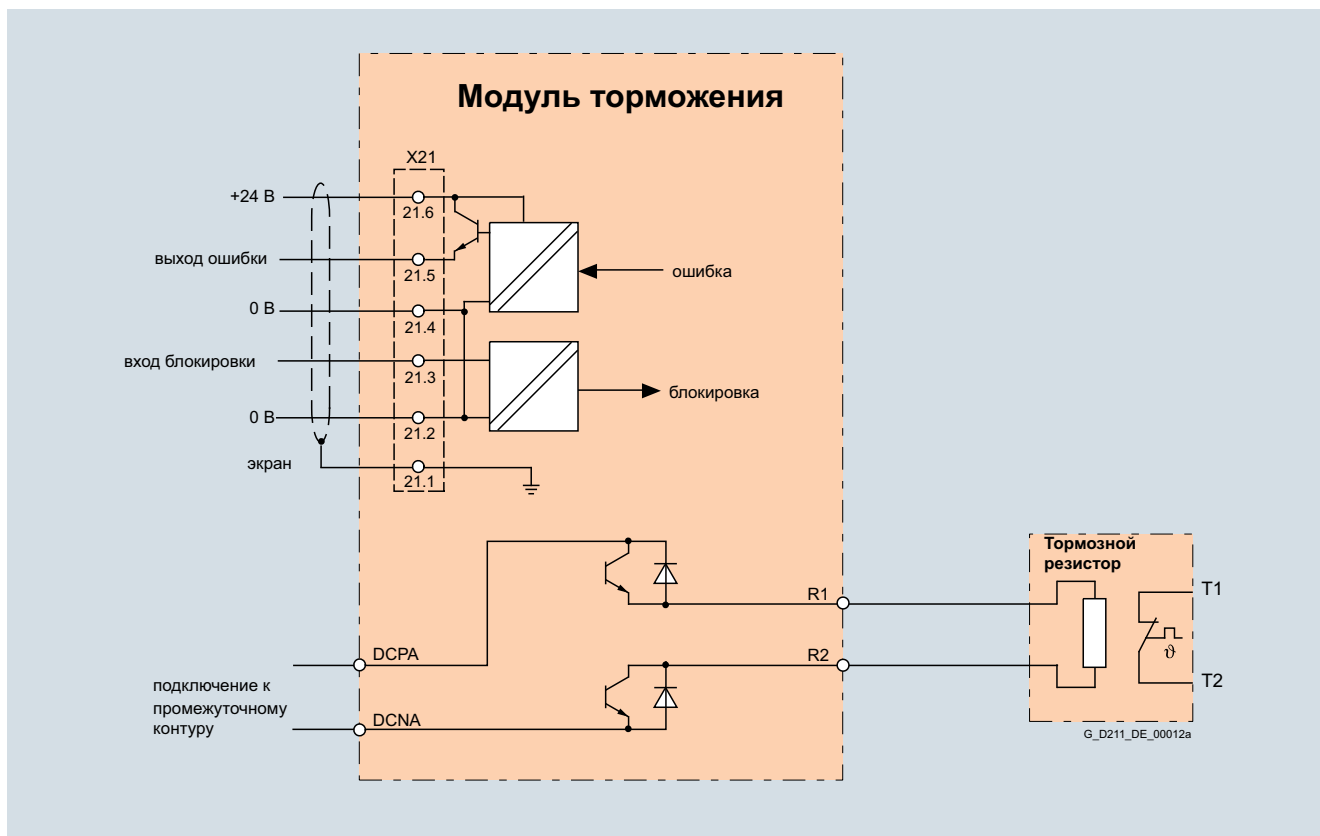 Модуль торможения
X21
+24 В
21.6
выход ошибки
21.5
ошибка
0 В
21.4
вход блокировки
21.3
блокировка
0 В
21.2
экран
21.1
Тормозной
резистор
R1
T1
DCPA
R2
ϑ
T2
подключение к
промежуточному
контуру
DCNA
G_D211_DE_00012a